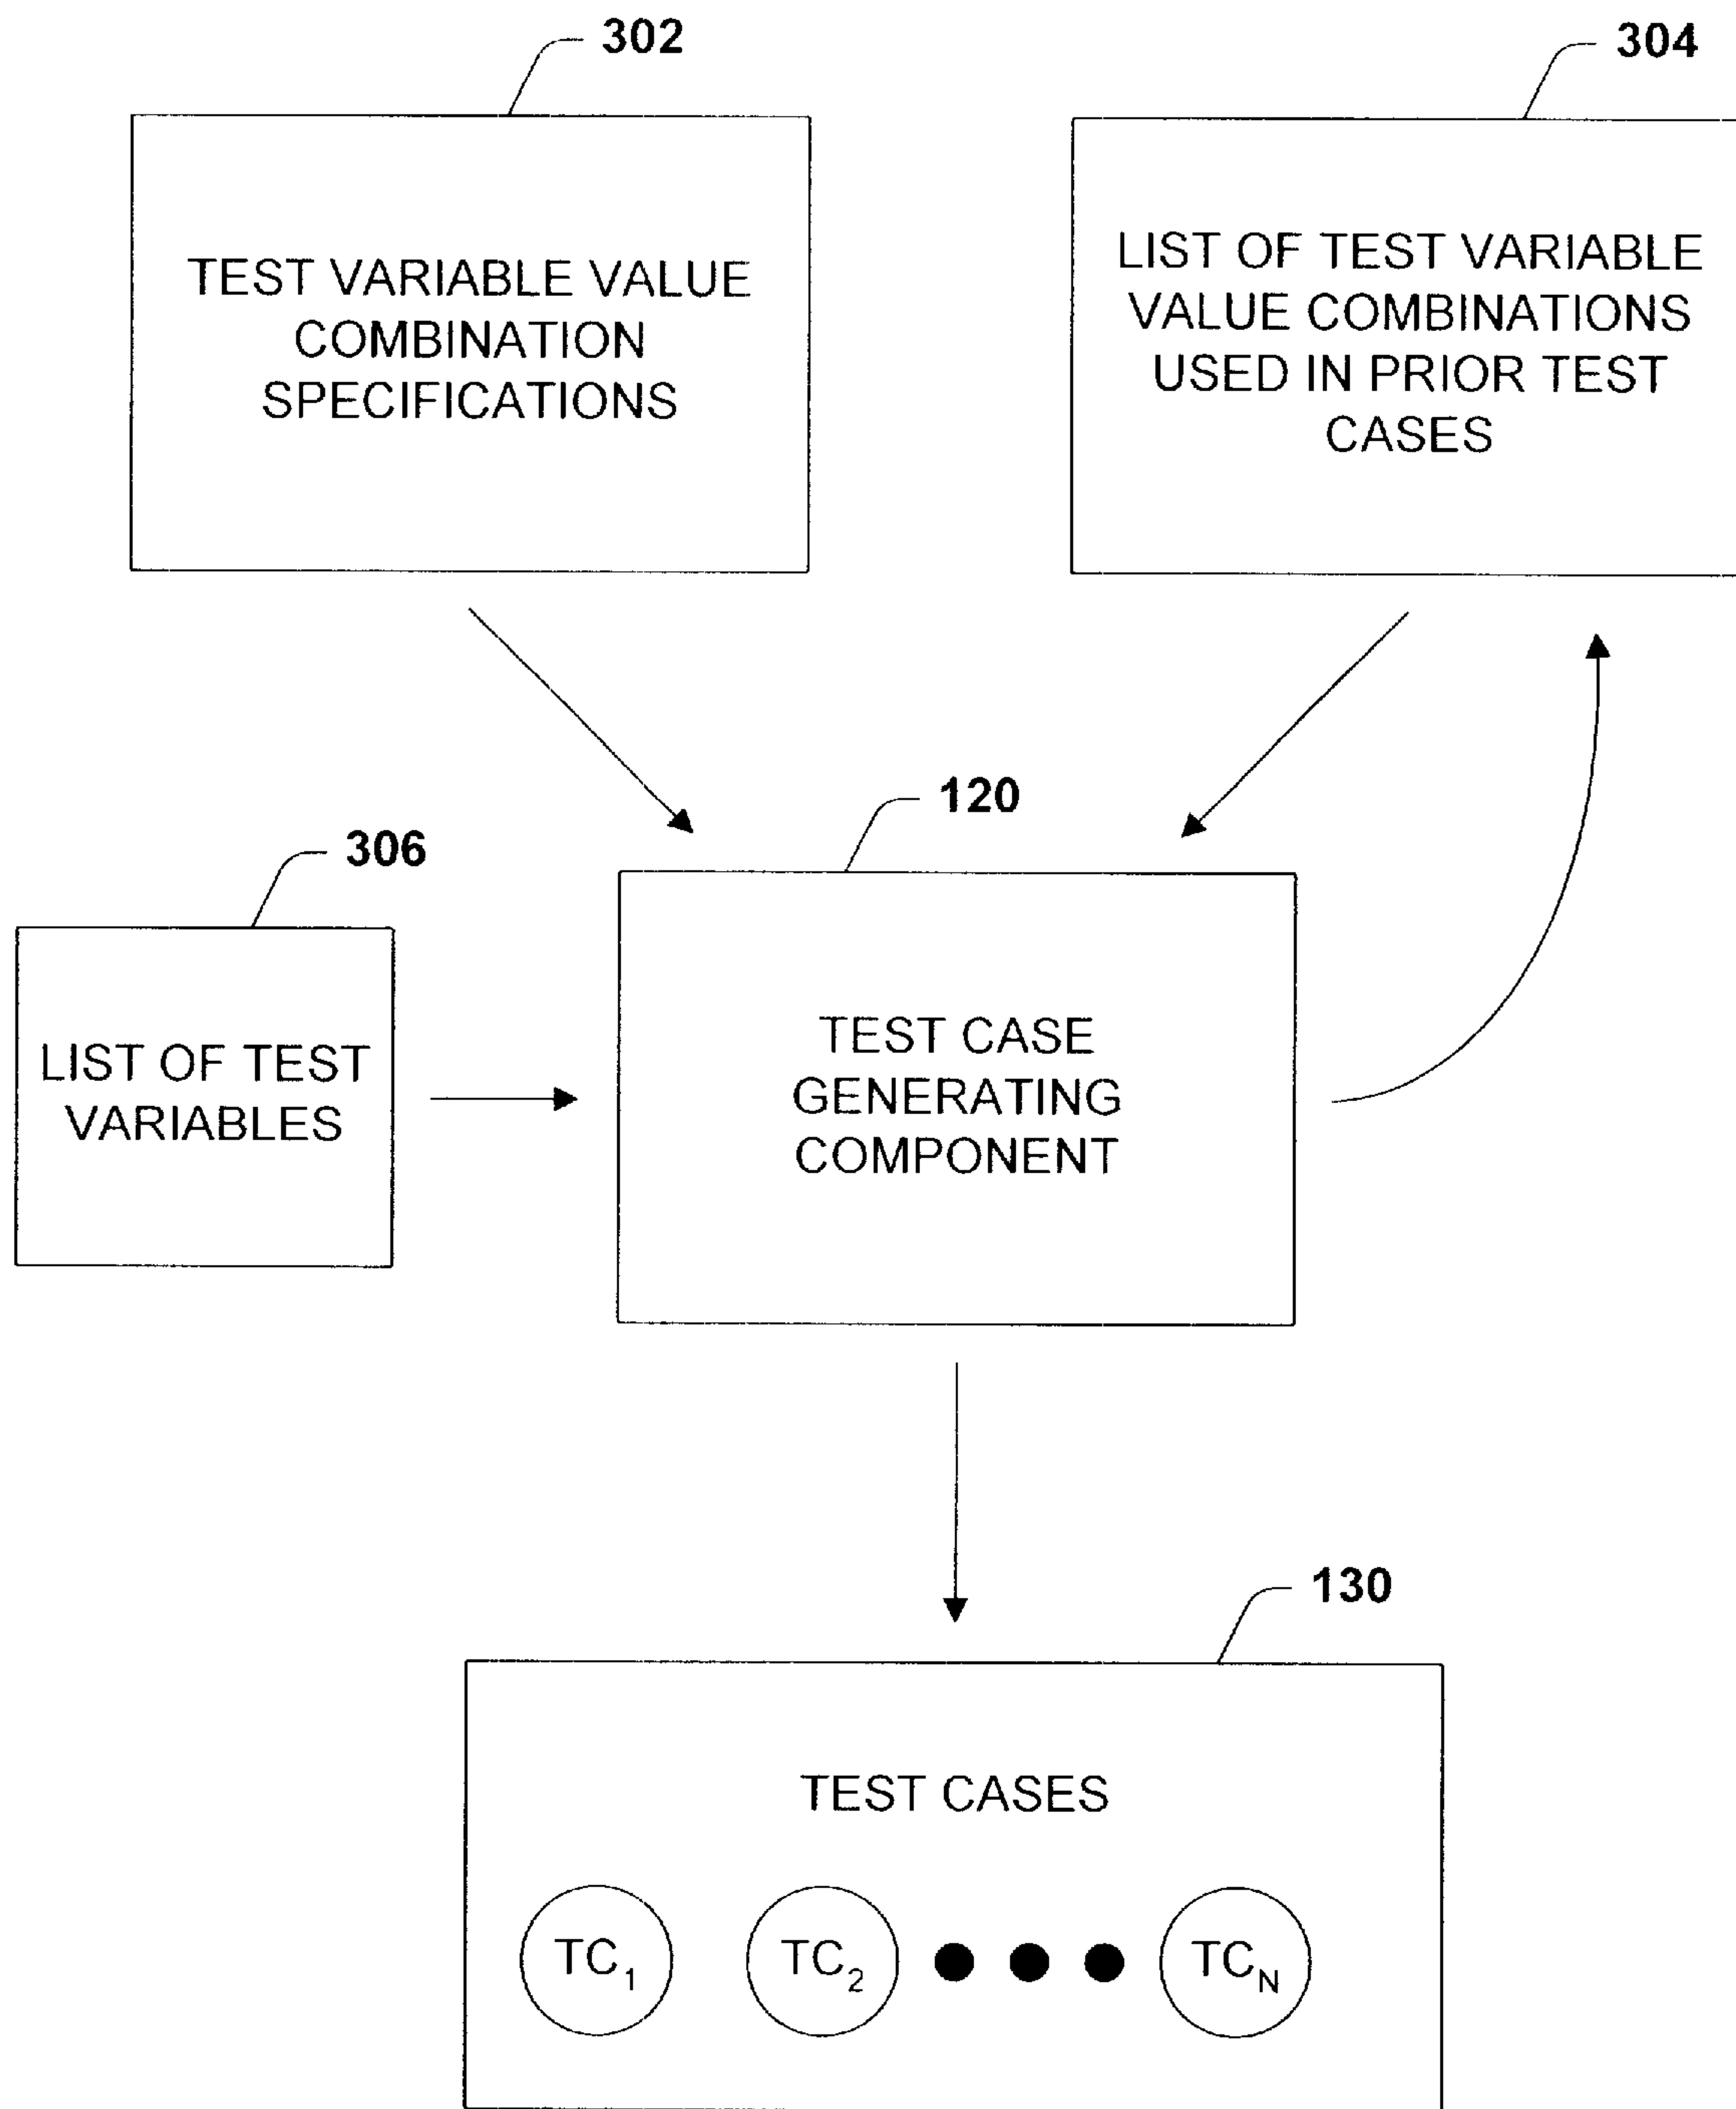 302
304
TEST VARIABLE VALUE
COMBINATION
SPECIFICATIONS
LIST OF TEST VARIABLE
VALUE COMBINATIONS
USED IN PRIOR TEST
CASES
120
306
LIST OF TEST
VARIABLES
TEST CASE
GENERATING
COMPONENT
130
TEST CASES
TC₁ TC₂ ● ● ● TC_N